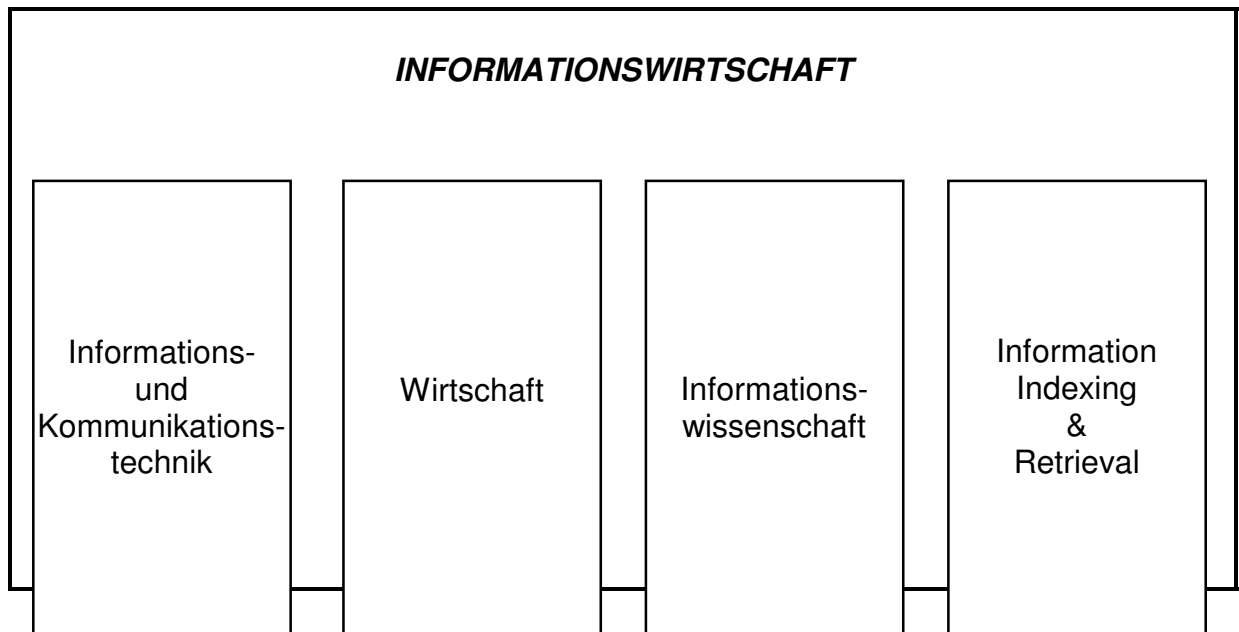 INFORMATIONSWIRTSCHAFT
Informations-
und
Kommunikations-
technik
Wirtschaft
Informations-
wissenschaft
Information
Indexing
&
Retrieval